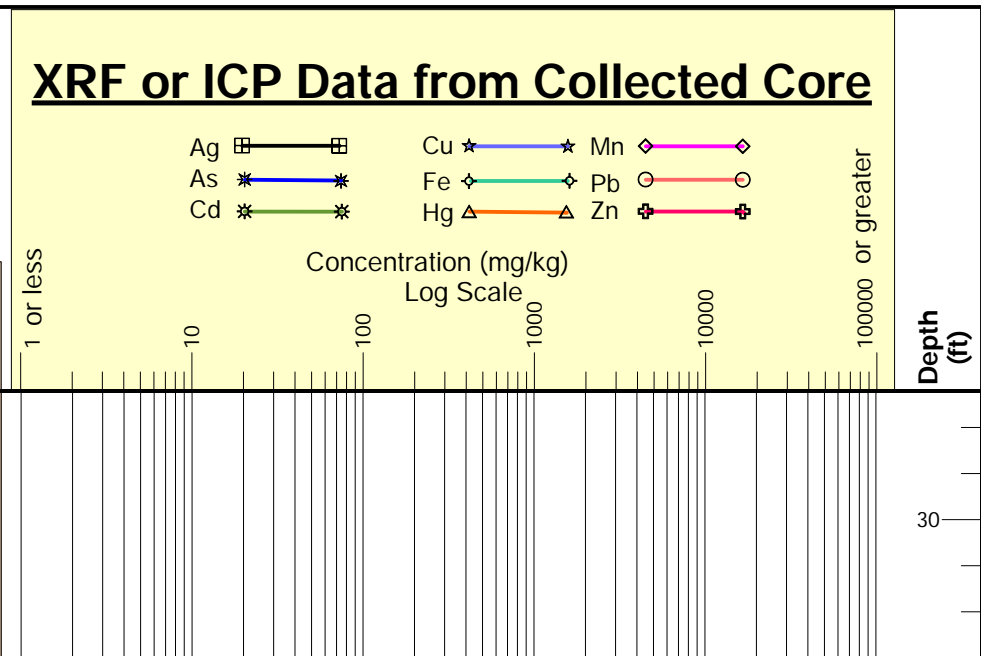 XRF or ICP Data from Collected Core
Ag
As
Cd
Cu
Fe
Hg
Mn
Pb
Zn
Concentration (mg/kg)
Log Scale
1 or less
10
100
1000
10000
100000 or greater
Depth
(ft)
30